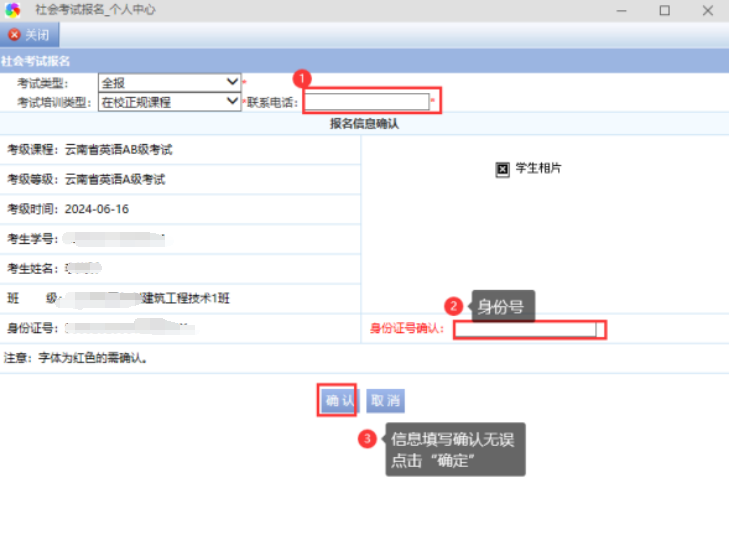 社会考试报名_个人中心
关闭
社会考试报名
考试类型： 全报 *
考试培训类型： 在校正规课程 *联系电话： *
1
报名信息确认
考级课程： 云南省英语AB级考试
学生相片
考级等级： 云南省英语A级考试
考级时间： 2024-06-16
考生学号：
考生姓名：
班 级： 建筑工程技术1班
2 身份号
身份证号： 身份证号确认：
注意：字体为红色的需确认。
确认 取消
3 信息填写确认无误
点击“确定”